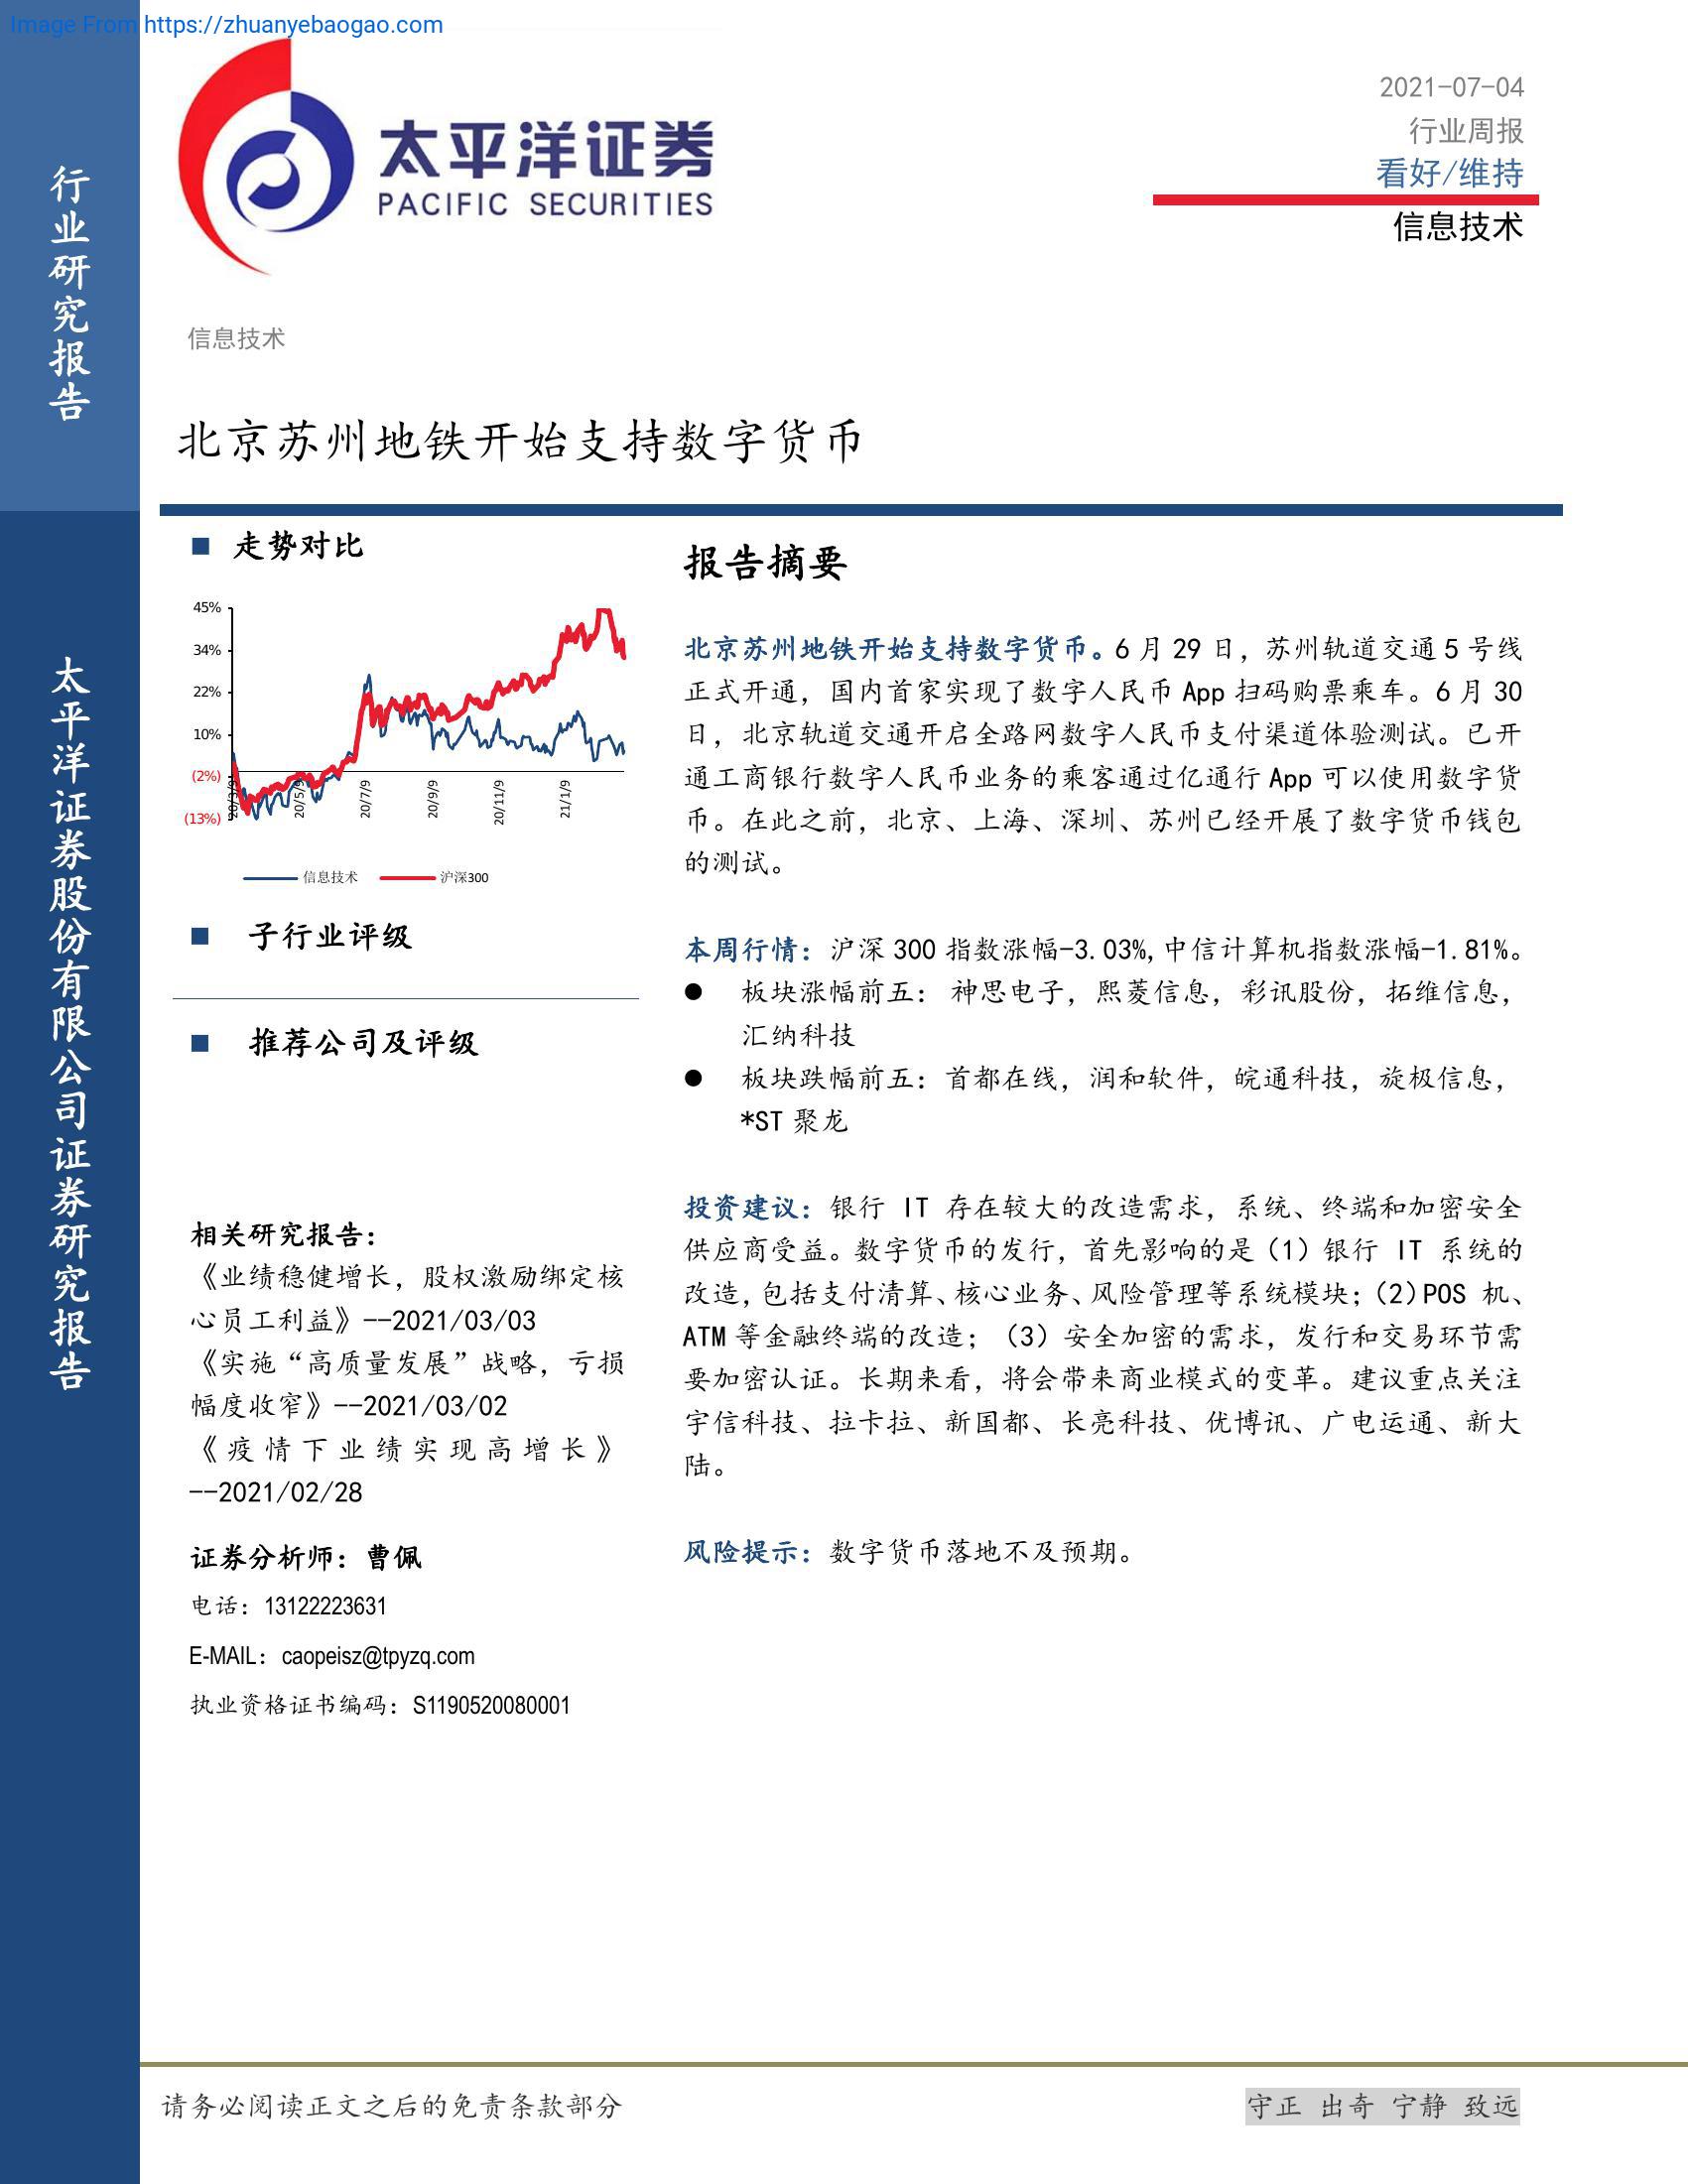 Image From https://zhuanyebaogao.com
行业研究报告
太平洋证券股份有限公司证券研究报告
太平洋证券
PACIFIC SECURITIES
2021-07-04
行业周报
看好/维持
信息技术
信息技术
北京苏州地铁开始支持数字货币
■ 走势对比
45%
34%
22%
10%
(2%)
(13%)
20/3/9
20/5/9
20/7/9
20/9/9
20/11/9
21/1/9
信息技术 沪深300
■ 子行业评级
■ 推荐公司及评级
相关研究报告：
《业绩稳健增长，股权激励绑定核
心员工利益》--2021/03/03
《实施“高质量发展”战略，亏损
幅度收窄》--2021/03/02
《疫情下业绩实现高增长》
--2021/02/28
证券分析师：曹佩
电话：13122223631
E-MAIL：caopeisz@tpyzq.com
执业资格证书编码：S1190520080001
报告摘要
北京苏州地铁开始支持数字货币。6 月 29 日，苏州轨道交通 5 号线
正式开通，国内首家实现了数字人民币 App 扫码购票乘车。6 月 30
日，北京轨道交通开启全路网数字人民币支付渠道体验测试。已开
通工商银行数字人民币业务的乘客通过亿通行 App 可以使用数字货
币。在此之前，北京、上海、深圳、苏州已经开展了数字货币钱包
的测试。
本周行情：沪深 300 指数涨幅-3.03%,中信计算机指数涨幅-1.81%。
● 板块涨幅前五：神思电子，熙菱信息，彩讯股份，拓维信息，
汇纳科技
● 板块跌幅前五：首都在线，润和软件，皖通科技，旋极信息，
*ST 聚龙
投资建议：银行 IT 存在较大的改造需求，系统、终端和加密安全
供应商受益。数字货币的发行，首先影响的是（1）银行 IT 系统的
改造，包括支付清算、核心业务、风险管理等系统模块；（2）POS 机、
ATM 等金融终端的改造；（3）安全加密的需求，发行和交易环节需
要加密认证。长期来看，将会带来商业模式的变革。建议重点关注
宇信科技、拉卡拉、新国都、长亮科技、优博讯、广电运通、新大
陆。
风险提示：数字货币落地不及预期。
请务必阅读正文之后的免责条款部分
守正 出奇 宁静 致远